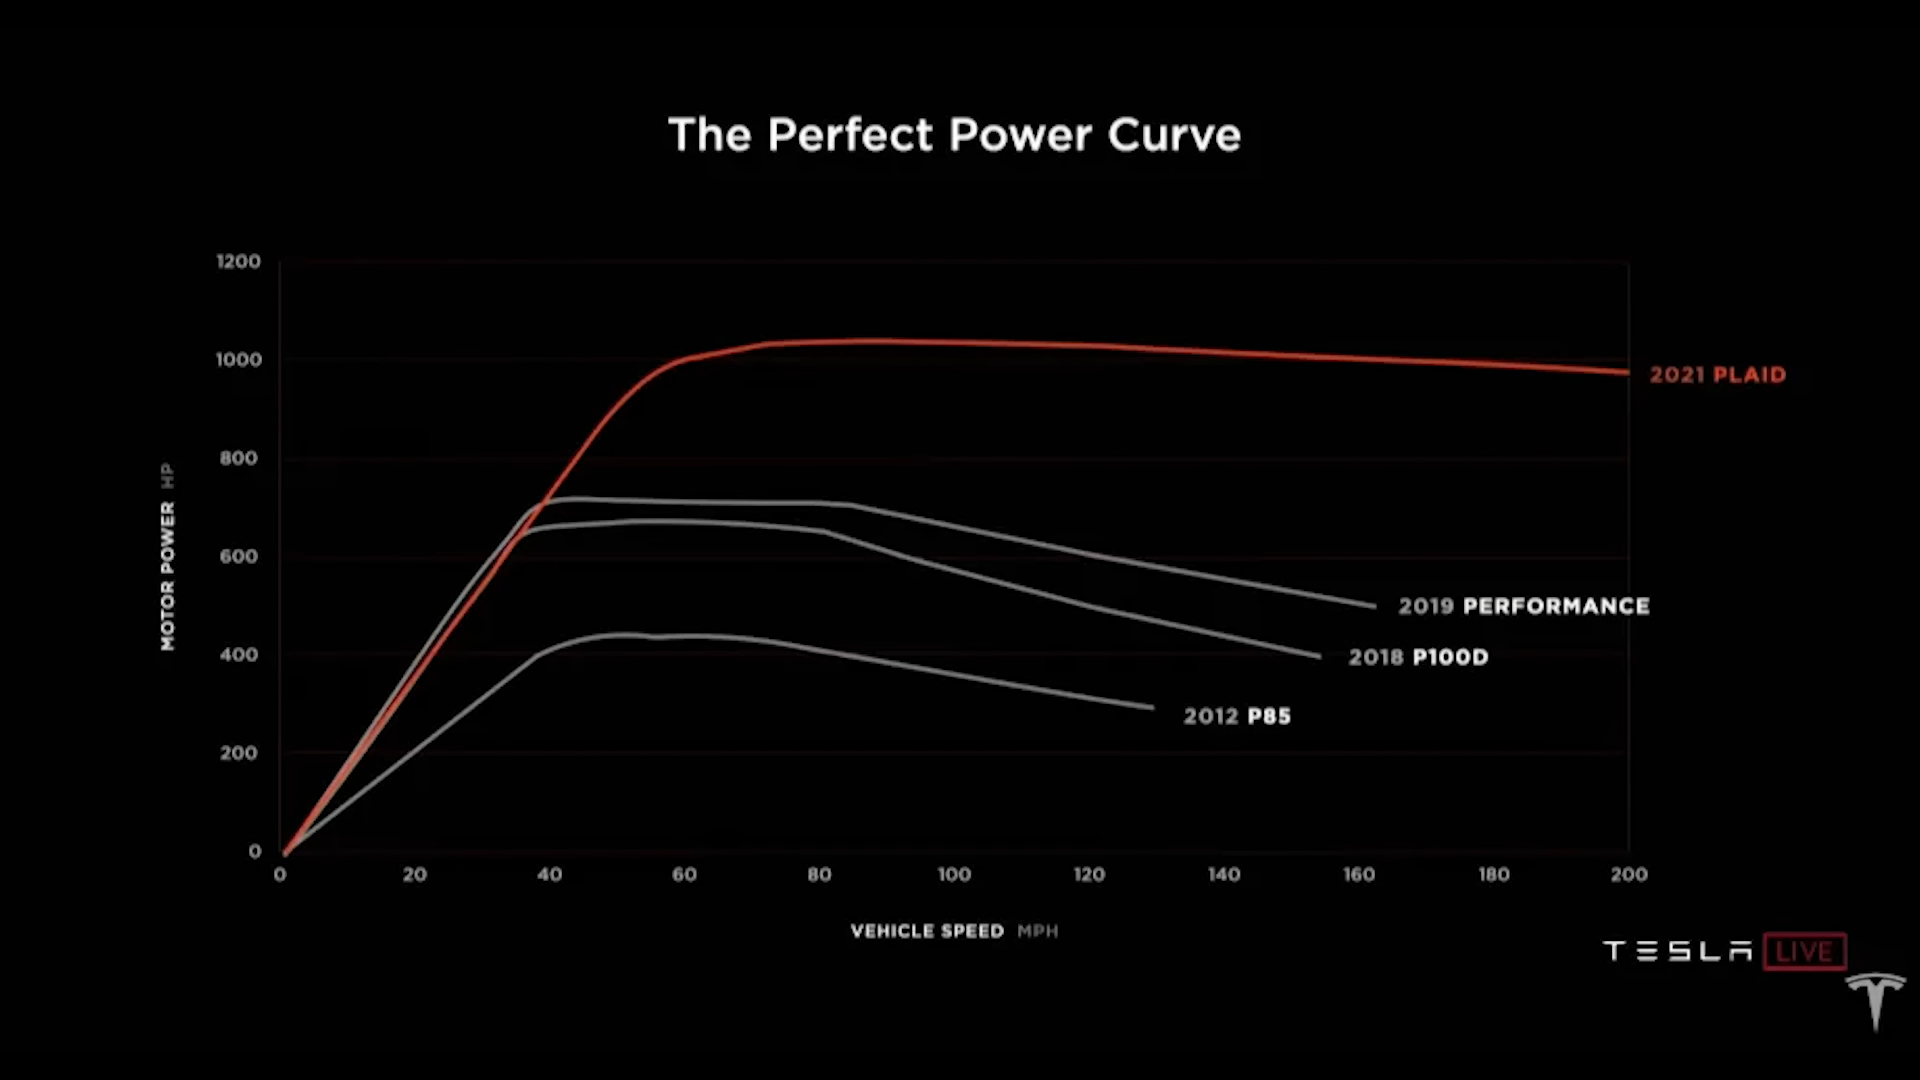 The Perfect Power Curve
1200
1000
800
600
400
200
0
MOTOR POWER HP
0 20 40 60 80 100 120 140 160 180 200
VEHICLE SPEED MPH
2021 PLAID
2019 PERFORMANCE
2018 P100D
2012 P85
TESLA LIVE